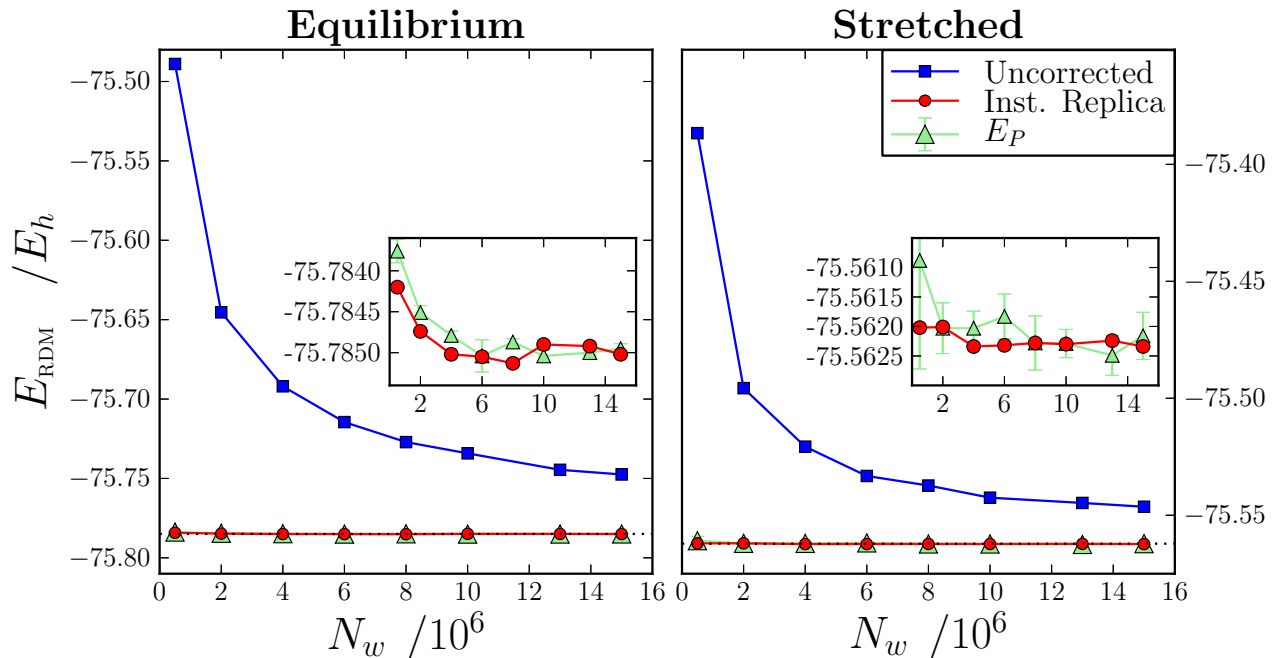 Equilibrium
Stretched
E_RDM /E_h
−75.50
−75.55
−75.60
−75.65
−75.70
−75.75
−75.80
0 2 4 6 8 10 12 14 16
N_w /10^6
-75.7840
-75.7845
-75.7850
2 6 10 14
Uncorrected
Inst. Replica
E_P
−75.40
−75.45
−75.50
−75.55
0 2 4 6 8 10 12 14 16
N_w /10^6
-75.5610
-75.5615
-75.5620
-75.5625
2 6 10 14